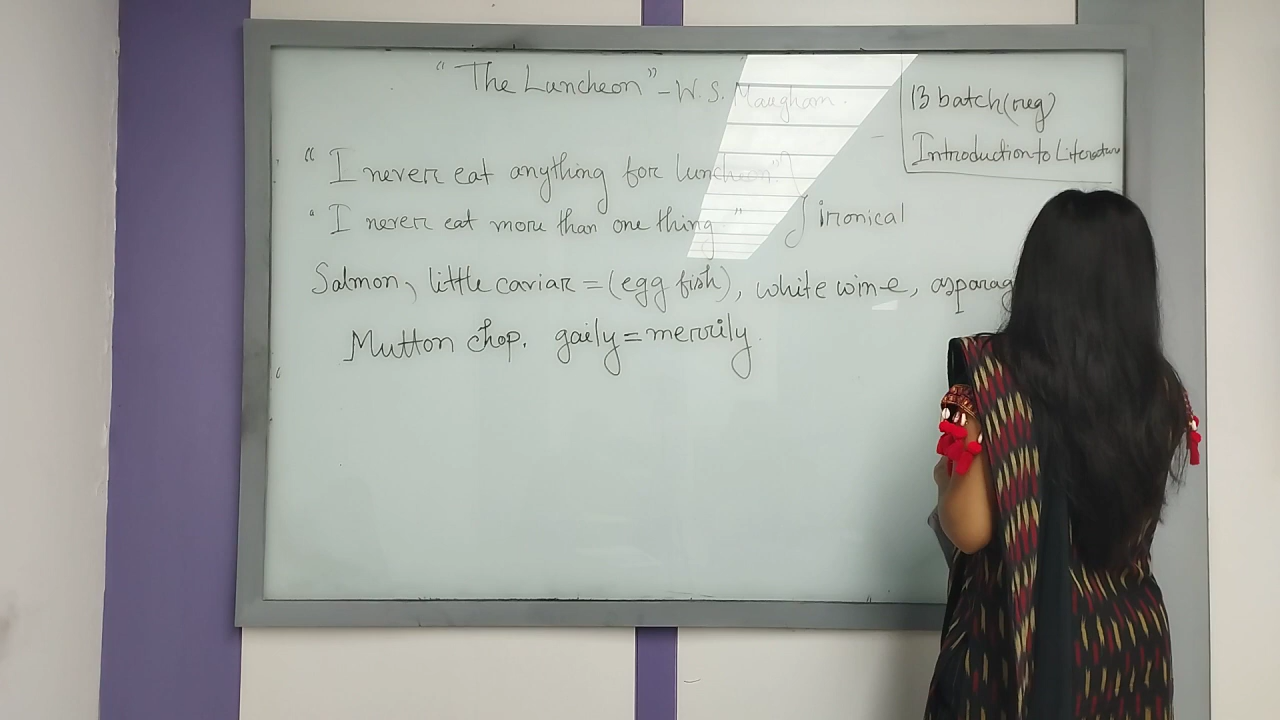 "The Luncheon" - W. S. Maugham.
13 batch (reg)
Introduction to Literature
"I never eat anything for luncheon."
"I never eat more than one thing." } ironical
Salmon, little caviar = (egg fish), white wine, asparag
Mutton chop. gaily = merrily.